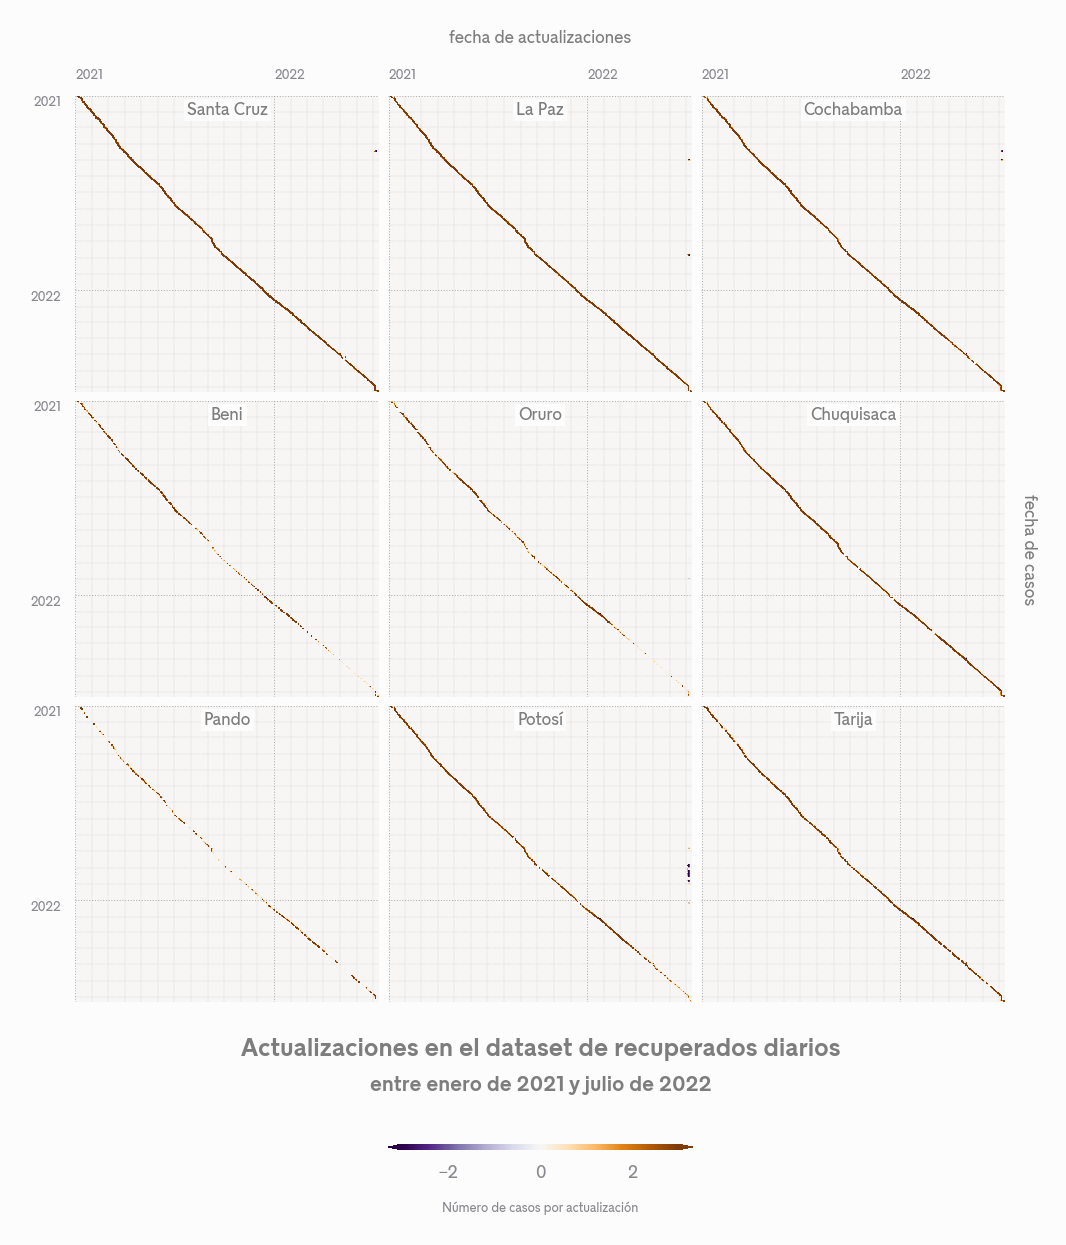 fecha de actualizaciones
2021 2022 2021 2022 2021 2022
2021 Santa Cruz La Paz Cochabamba
2022
2021 Beni Oruro Chuquisaca
fecha de casos
2022
2021 Pando Potosí Tarija
2022
Actualizaciones en el dataset de recuperados diarios
entre enero de 2021 y julio de 2022
−2 0 2
Número de casos por actualización